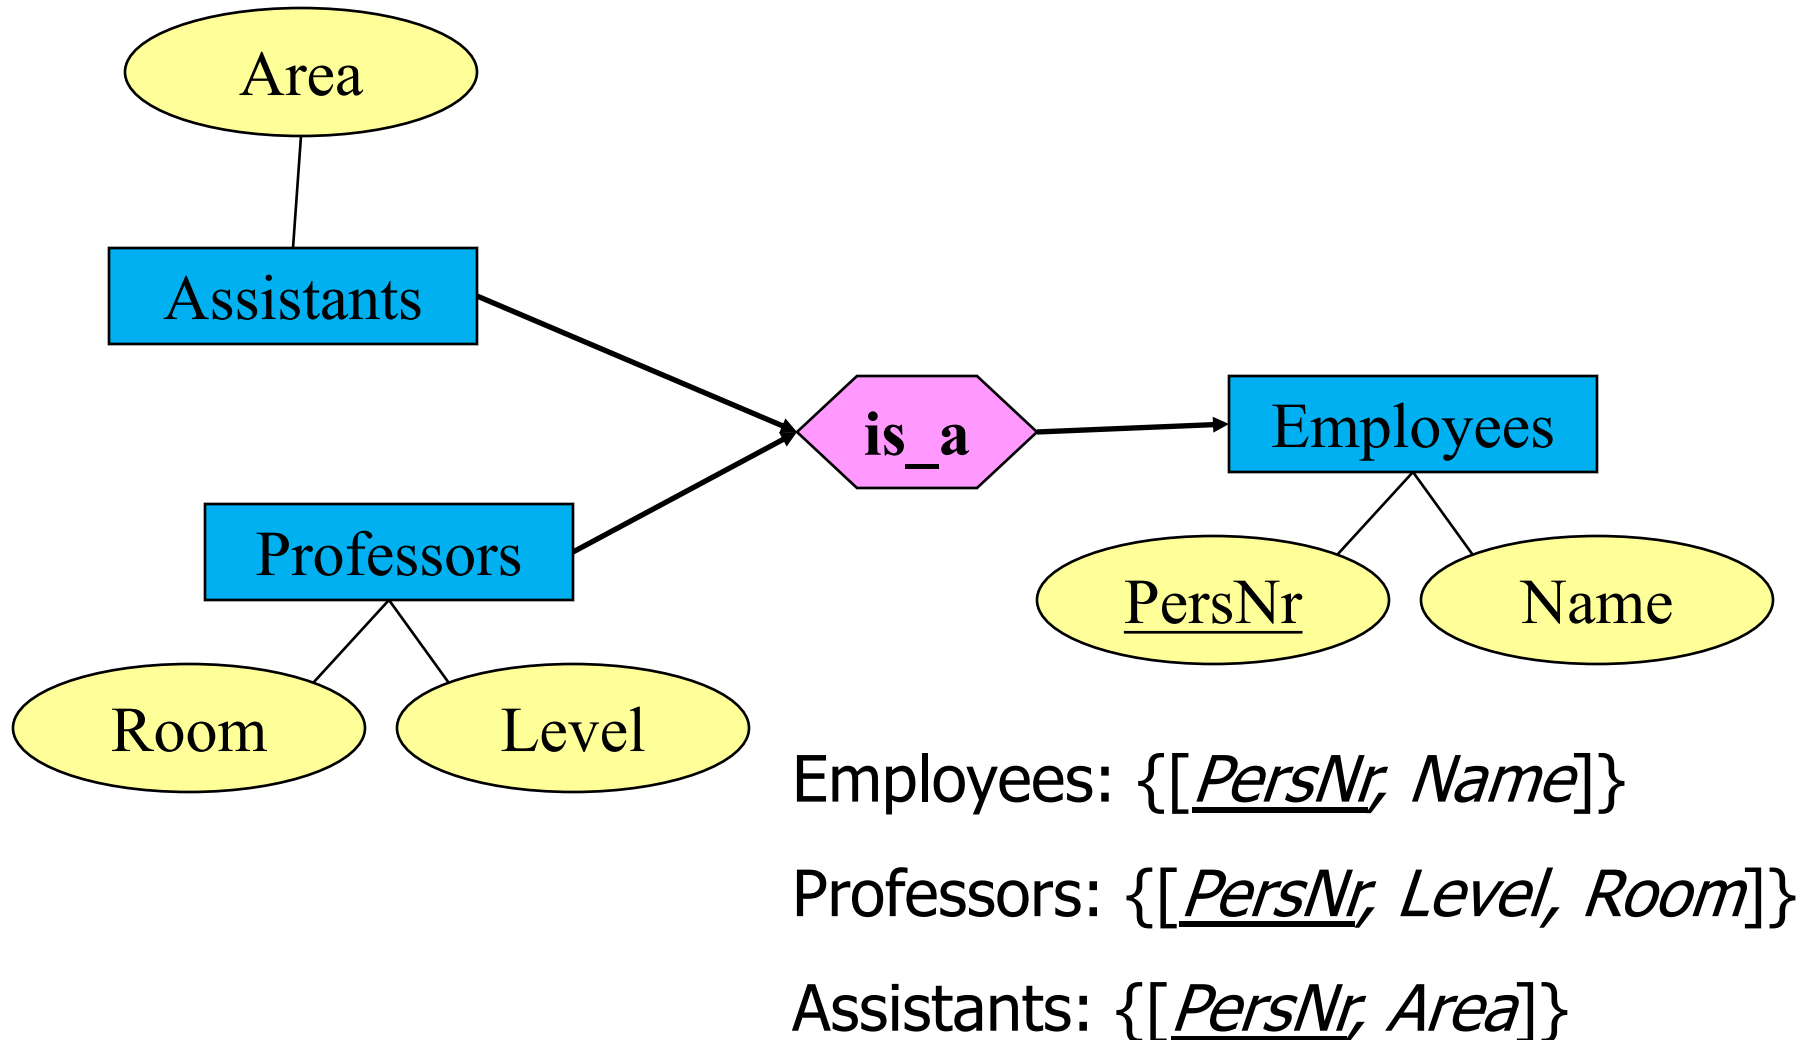 Area
Assistants
is_a
Employees
Professors
PersNr
Name
Room
Level
Employees: {[PersNr, Name]}
Professors: {[PersNr, Level, Room]}
Assistants: {[PersNr, Area]}